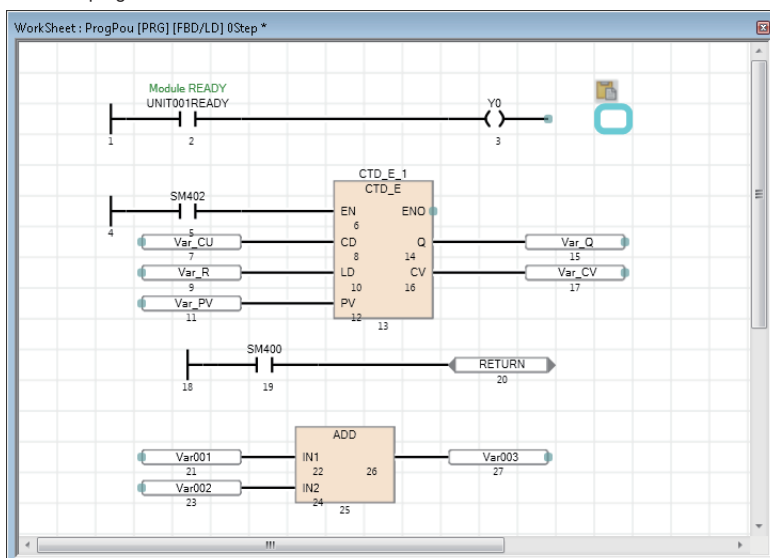 WorkSheet : ProgPou [PRG] [FBD/LD] 0Step *
Module READY
UNIT001READY
Y0
1
2
3
CTD_E_1
CTD_E
SM402
EN
ENO
4
5
6
Var_CU
CD
Q
Var_Q
7
8
14
15
Var_R
LD
CV
Var_CV
9
10
16
17
Var_PV
PV
11
12
13
SM400
RETURN
18
19
20
ADD
Var001
IN1
Var003
21
22
26
27
Var002
IN2
23
24
25